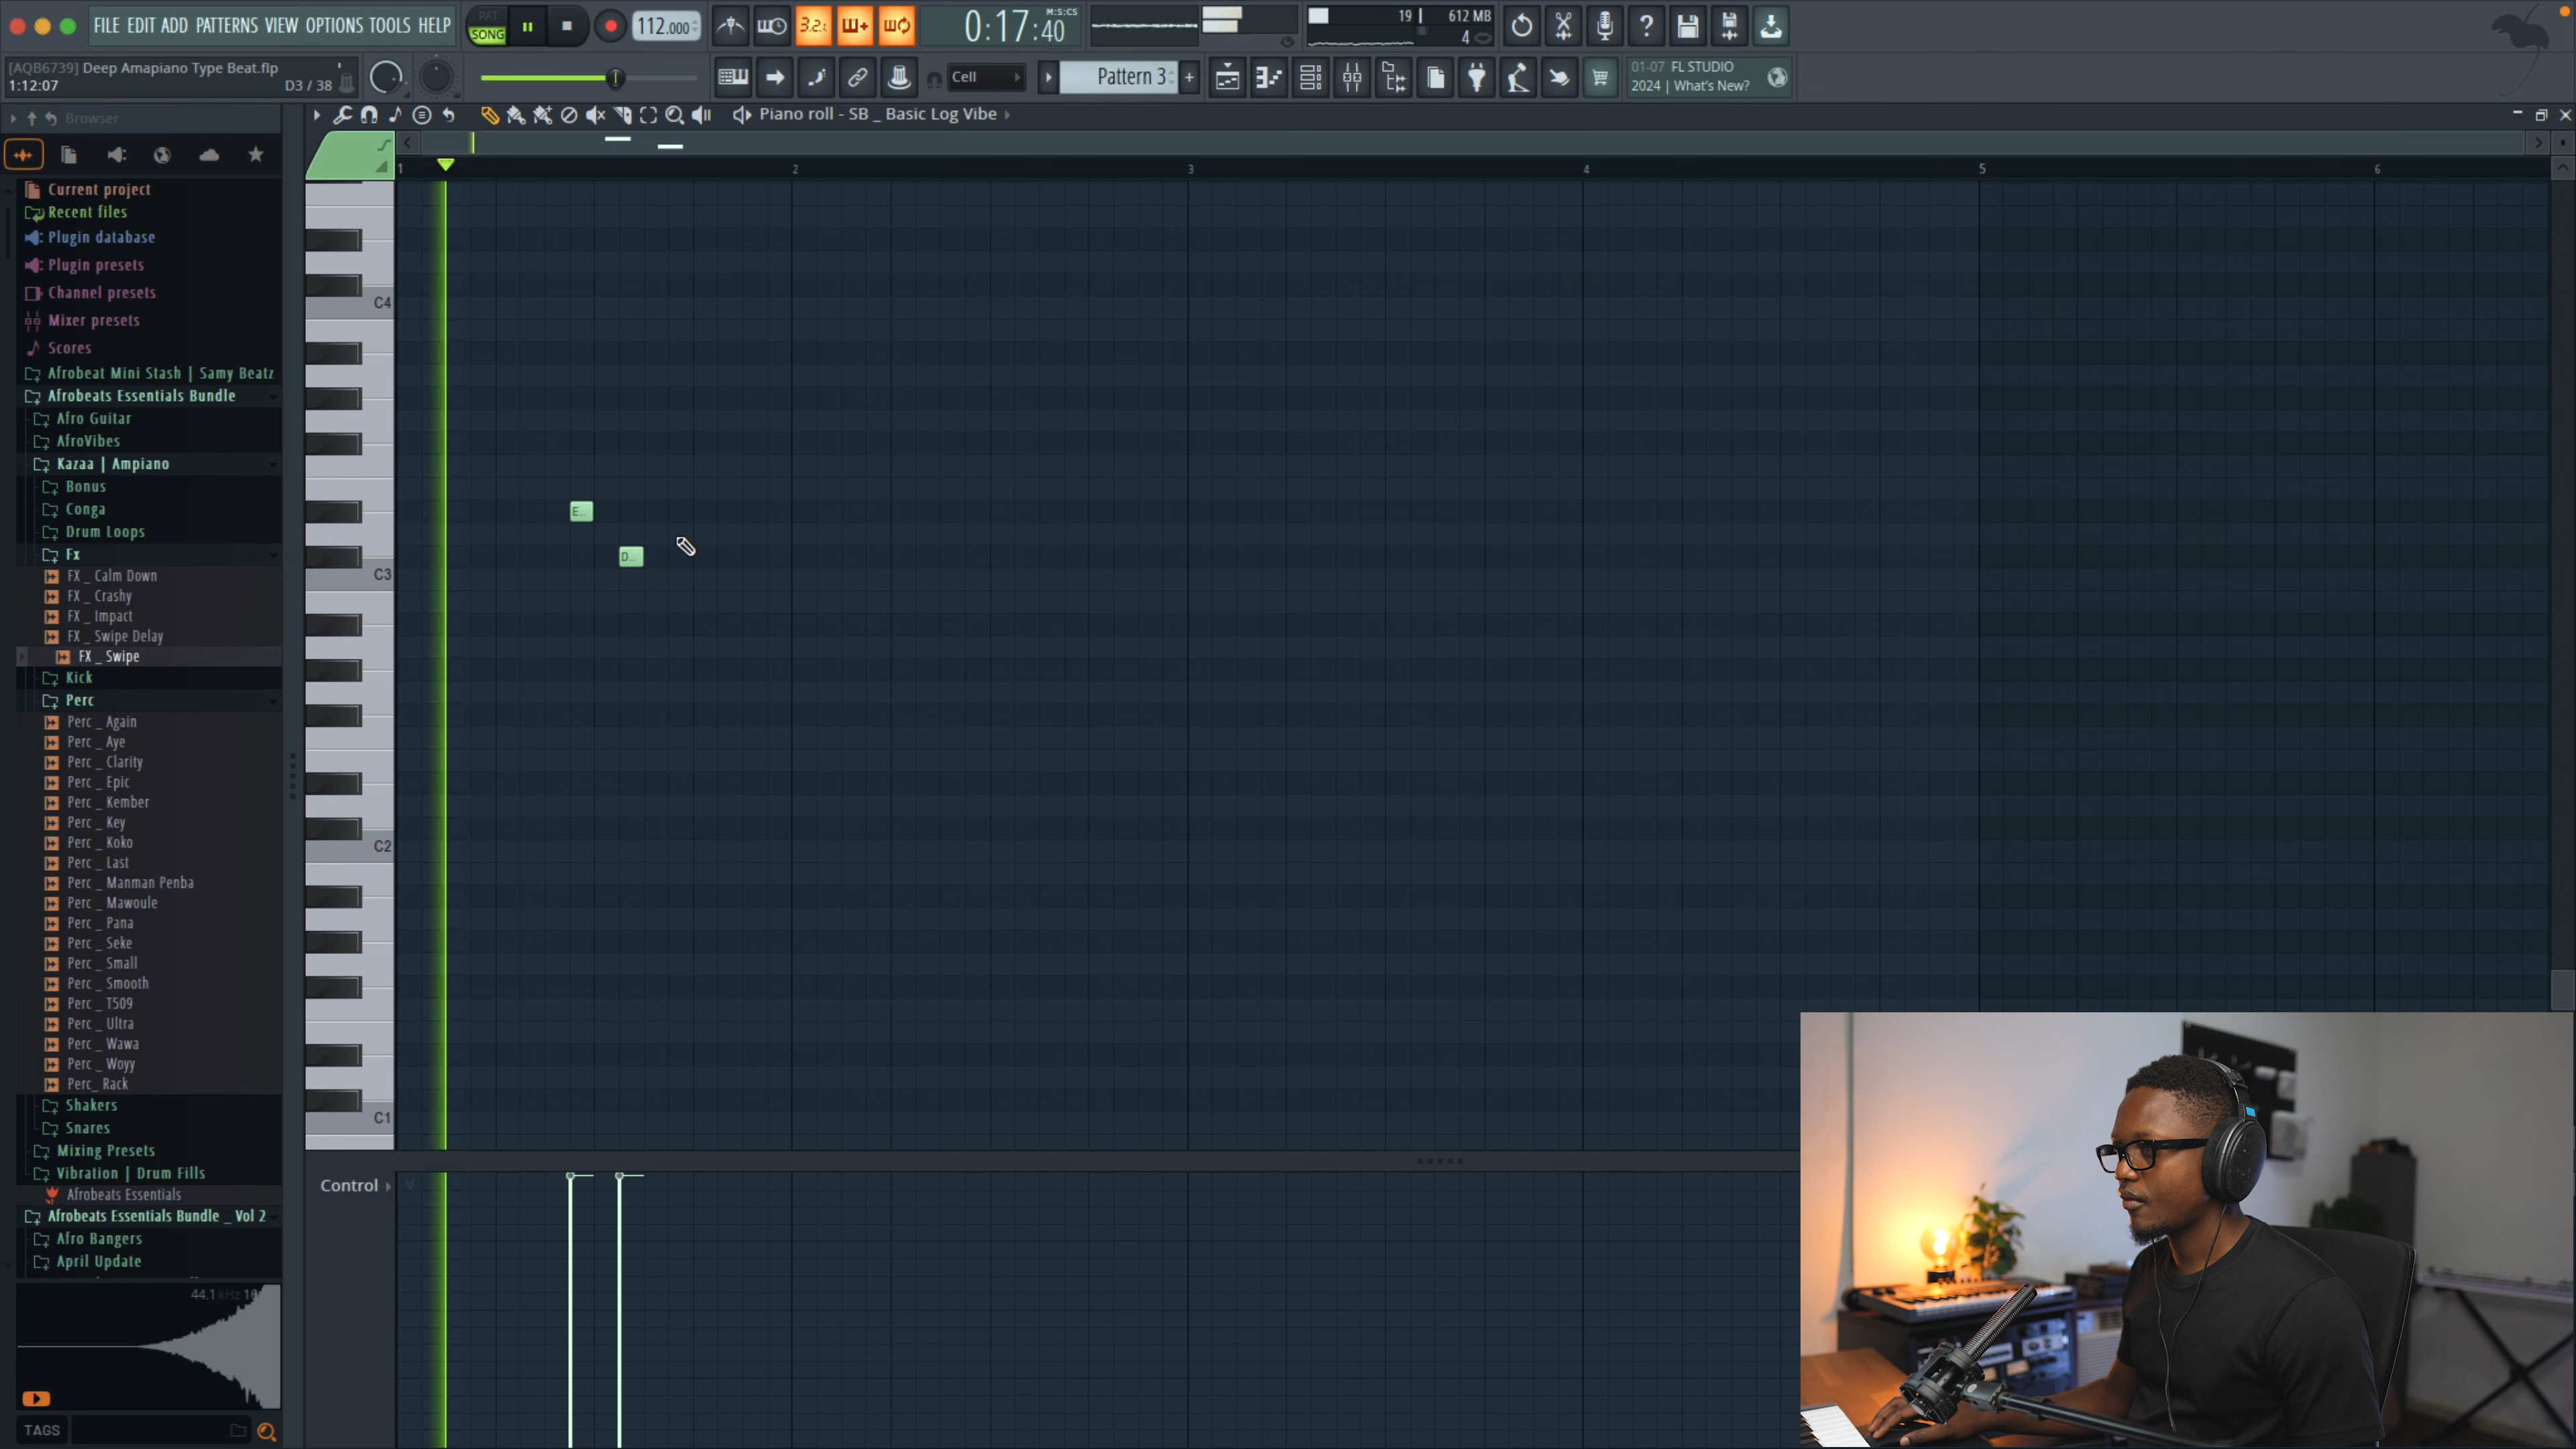 FILE EDIT ADD PATTERNS VIEW OPTIONS TOOLS HELP
PAT
SONG
112.000
3.2:
0:17:40
M:S:CS
19
612 MB
4
[AQB6739] Deep Amapiano Type Beat.flp
1:12:07
D3 / 38
Cell
Pattern 3
+
01-07 FL STUDIO
2024 | What's New?
Browser
Piano roll - SB _ Basic Log Vibe
1
2
3
4
5
6
Current project
Recent files
Plugin database
Plugin presets
Channel presets
Mixer presets
Scores
Afrobeat Mini Stash | Samy Beatz
Afrobeats Essentials Bundle
Afro Guitar
AfroVibes
Kazaa | Ampiano
Bonus
Conga
Drum Loops
Fx
FX _ Calm Down
FX _ Crashy
FX _ Impact
FX _ Swipe Delay
FX _ Swipe
Kick
Perc
Perc _ Again
Perc _ Aye
Perc _ Clarity
Perc _ Epic
Perc _ Kember
Perc _ Key
Perc _ Koko
Perc _ Last
Perc _ Manman Penba
Perc _ Mawoule
Perc _ Pana
Perc _ Seke
Perc _ Small
Perc _ Smooth
Perc _ T509
Perc _ Ultra
Perc _ Wawa
Perc _ Woyy
Perc_ Rack
Shakers
Snares
Mixing Presets
Vibration | Drum Fills
Afrobeats Essentials
Afrobeats Essentials Bundle _ Vol 2
Afro Bangers
April Update
44.1 kHz
TAGS
C4
C3
C2
C1
E..
D..
Control